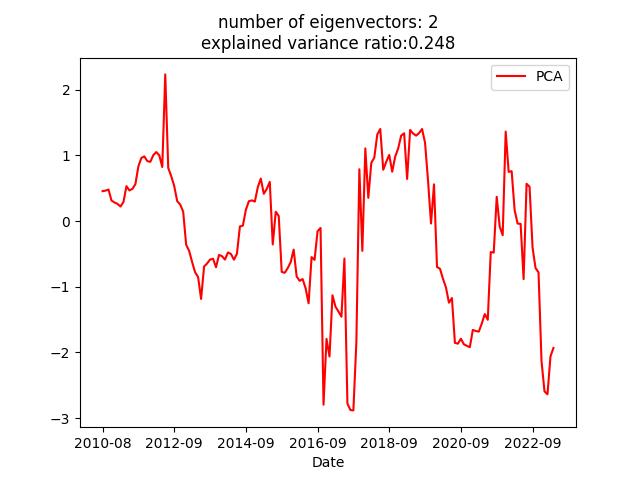 number of eigenvectors: 2
explained variance ratio:0.248
PCA
2
1
0
−1
−2
−3
2010-08 2012-09 2014-09 2016-09 2018-09 2020-09 2022-09
Date